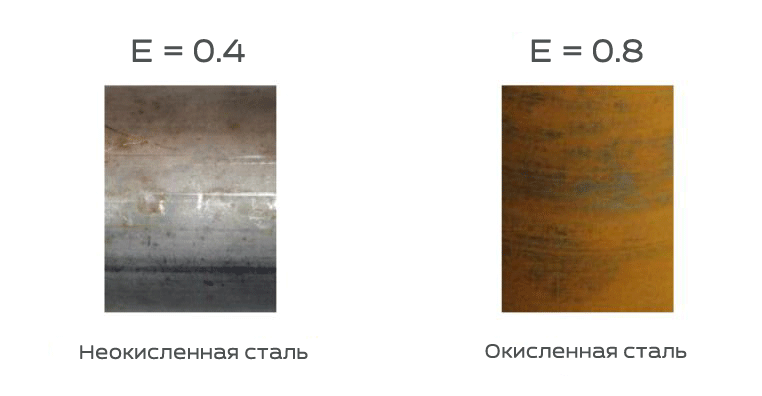 E = 0.4
E = 0.8
Неокисленная сталь
Окисленная сталь